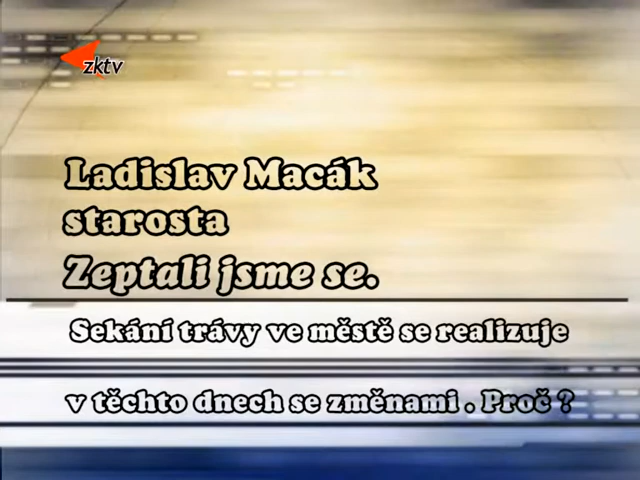 zktv
Ladislav Macák
starosta
Zeptali jsme se.
Sekání trávy ve městě se realizuje
v těchto dnech se změnami . Proč ?